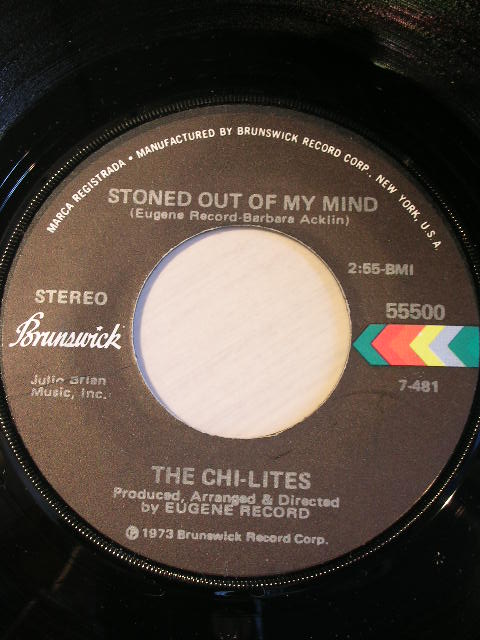 MARCA REGISTRADA • MANUFACTURED BY BRUNSWICK RECORD CORP., NEW YORK, U.S.A.
STONED OUT OF MY MIND
(Eugene Record-Barbara Acklin)
2:55-BMI
STEREO
55500
Brunswick
Julio Brian
Music, Inc.
7-481
THE CHI-LITES
Produced, Arranged & Directed
by EUGENE RECORD
Ⓟ 1973 Brunswick Record Corp.